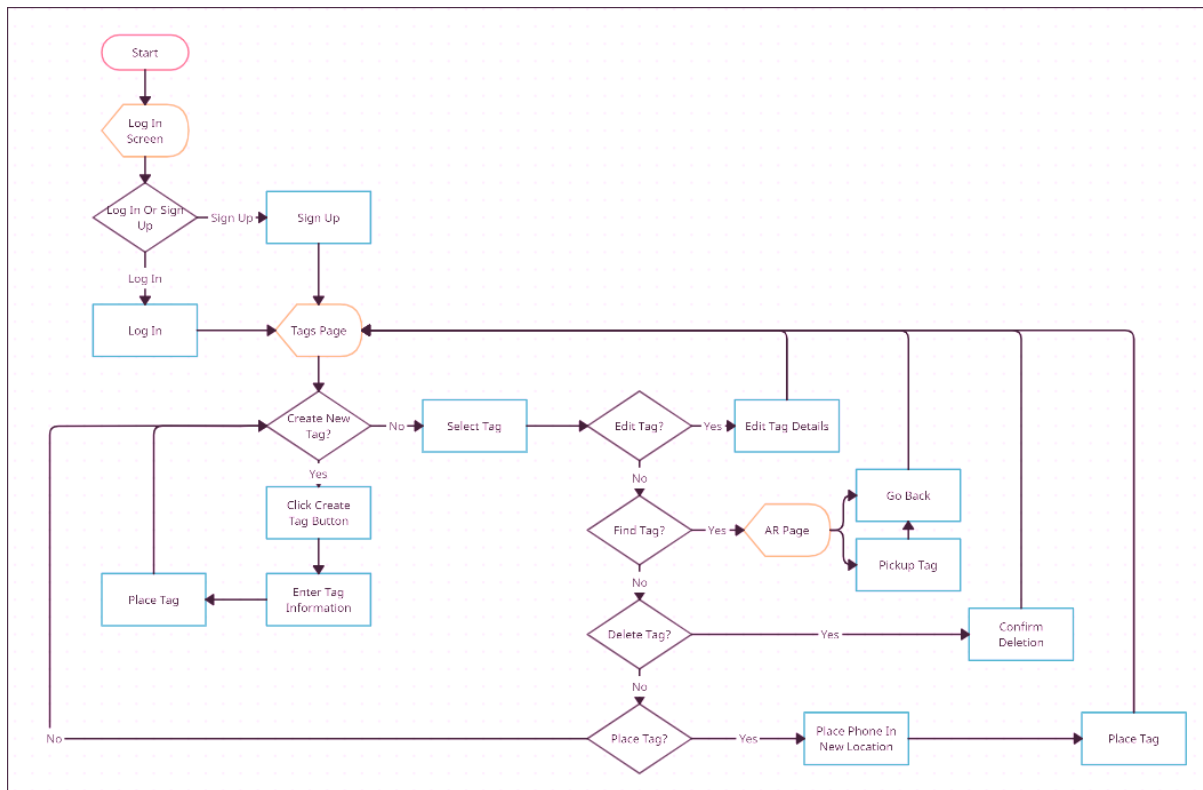 Start
Log In
Screen
Log In Or Sign
Up
Sign Up
Sign Up
Log In
Log In
Tags Page
Create New
Tag?
No
Select Tag
Edit Tag?
Yes
Edit Tag Details
Yes
No
Click Create
Tag Button
Go Back
Find Tag?
Yes
AR Page
Pickup Tag
No
Place Tag
Enter Tag
Information
Delete Tag?
Yes
Confirm
Deletion
No
No
Place Tag?
Yes
Place Phone In
New Location
Place Tag